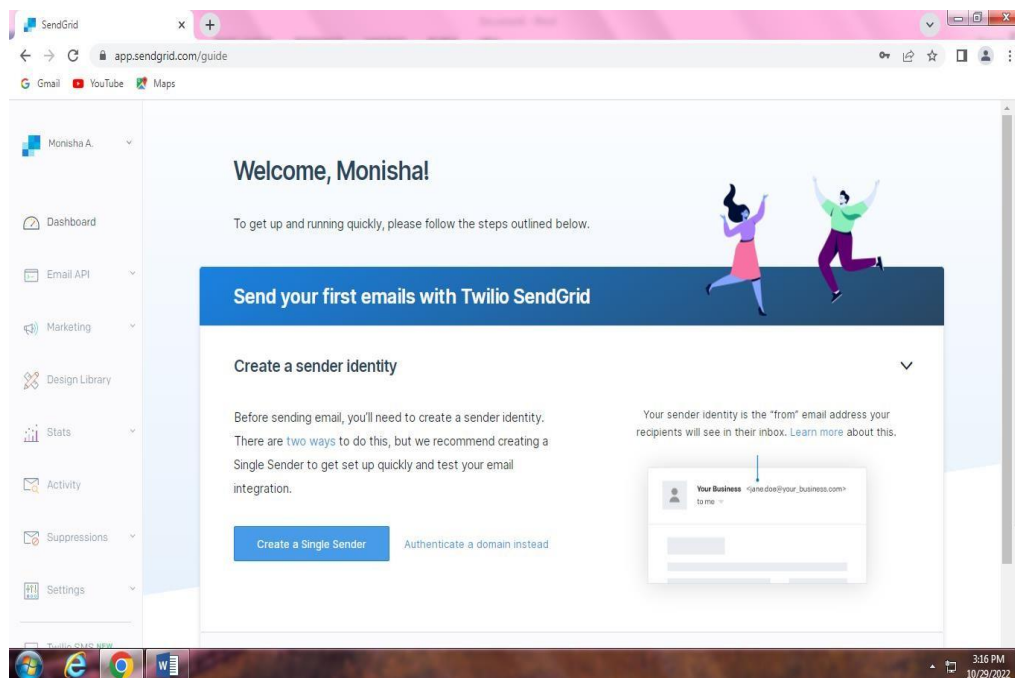 SendGrid
app.sendgrid.com/guide
Gmail YouTube Maps
Monisha A.
Dashboard
Email API
Marketing
Design Library
Stats
Activity
Suppressions
Settings
Twilio SMS NEW
Welcome, Monisha!
To get up and running quickly, please follow the steps outlined below.
Send your first emails with Twilio SendGrid
Create a sender identity
Before sending email, you'll need to create a sender identity.
There are two ways to do this, but we recommend creating a
Single Sender to get set up quickly and test your email
integration.
Create a Single Sender Authenticate a domain instead
Your sender identity is the "from" email address your
recipients will see in their inbox. Learn more about this.
Your Business <jane.doe@your_business.com>
to me
3:16 PM
10/29/2022